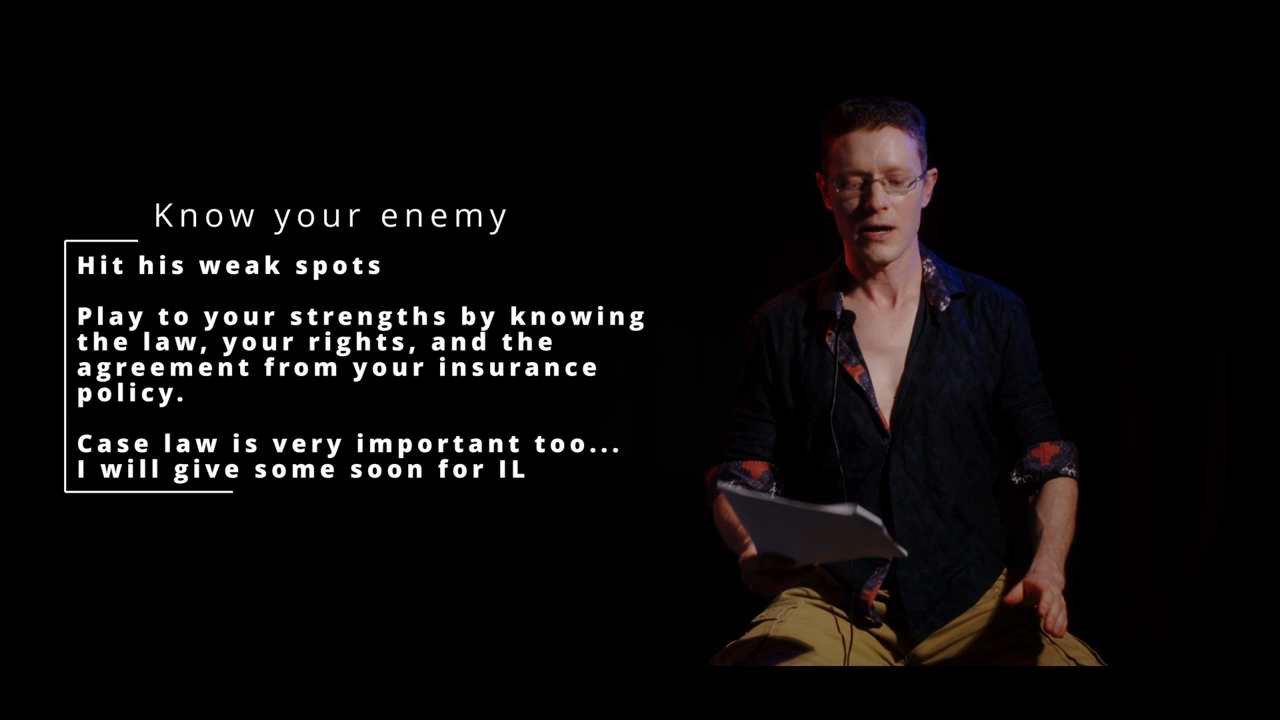 Know your enemy
Hit his weak spots
Play to your strengths by knowing
the law, your rights, and the
agreement from your insurance
policy.
Case law is very important too...
I will give some soon for IL